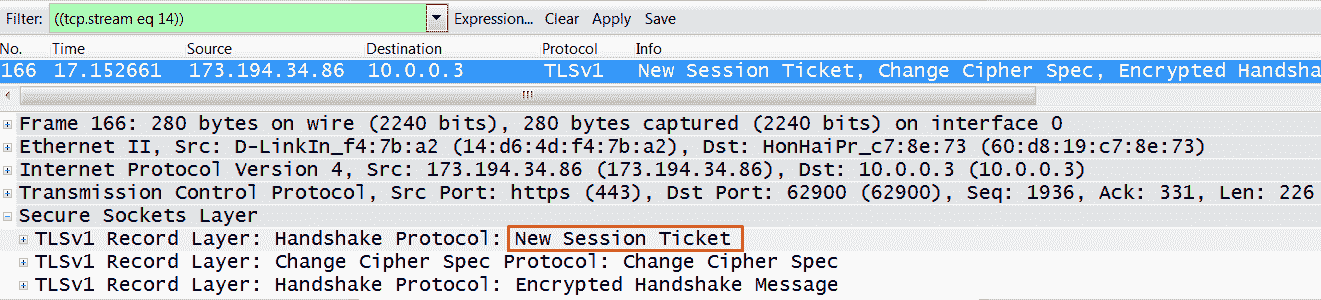 Filter: ((tcp.stream eq 14)) Expression... Clear Apply Save
No. Time Source Destination Protocol Info
166 17.152661 173.194.34.86 10.0.0.3 TLSv1 New Session Ticket, Change Cipher Spec, Encrypted Handsha
Frame 166: 280 bytes on wire (2240 bits), 280 bytes captured (2240 bits) on interface 0
Ethernet II, Src: D-LinkIn_f4:7b:a2 (14:d6:4d:f4:7b:a2), Dst: HonHaiPr_c7:8e:73 (60:d8:19:c7:8e:73)
Internet Protocol Version 4, Src: 173.194.34.86 (173.194.34.86), Dst: 10.0.0.3 (10.0.0.3)
Transmission Control Protocol, Src Port: https (443), Dst Port: 62900 (62900), Seq: 1936, Ack: 331, Len: 226
Secure Sockets Layer
TLSv1 Record Layer: Handshake Protocol: New Session Ticket
TLSv1 Record Layer: Change Cipher Spec Protocol: Change Cipher Spec
TLSv1 Record Layer: Handshake Protocol: Encrypted Handshake Message